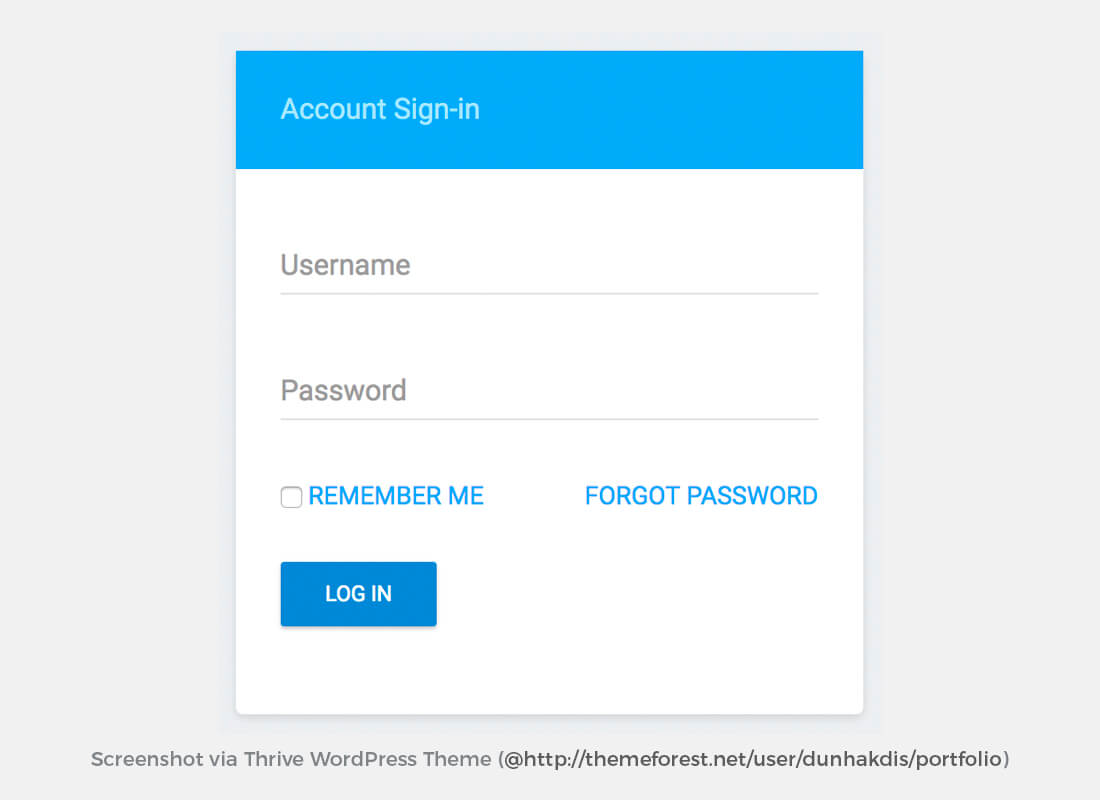 Account Sign-in
Username
Password
REMEMBER ME FORGOT PASSWORD
LOG IN
Screenshot via Thrive WordPress Theme (@http://themeforest.net/user/dunhakdis/portfolio)